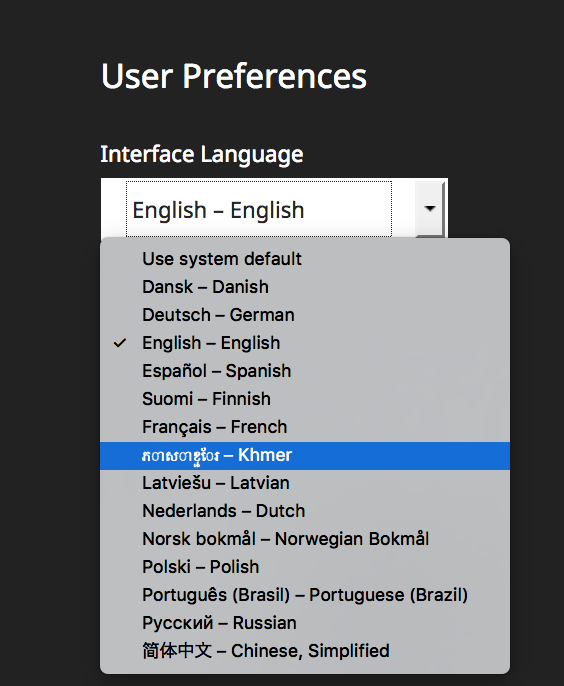 User Preferences
Interface Language
English – English
Use system default
Dansk – Danish
Deutsch – German
English – English
Español – Spanish
Suomi – Finnish
Français – French
ភាសាខ្មែរ – Khmer
Latviešu – Latvian
Nederlands – Dutch
Norsk bokmål – Norwegian Bokmål
Polski – Polish
Português (Brasil) – Portuguese (Brazil)
Русский – Russian
简体中文 – Chinese, Simplified